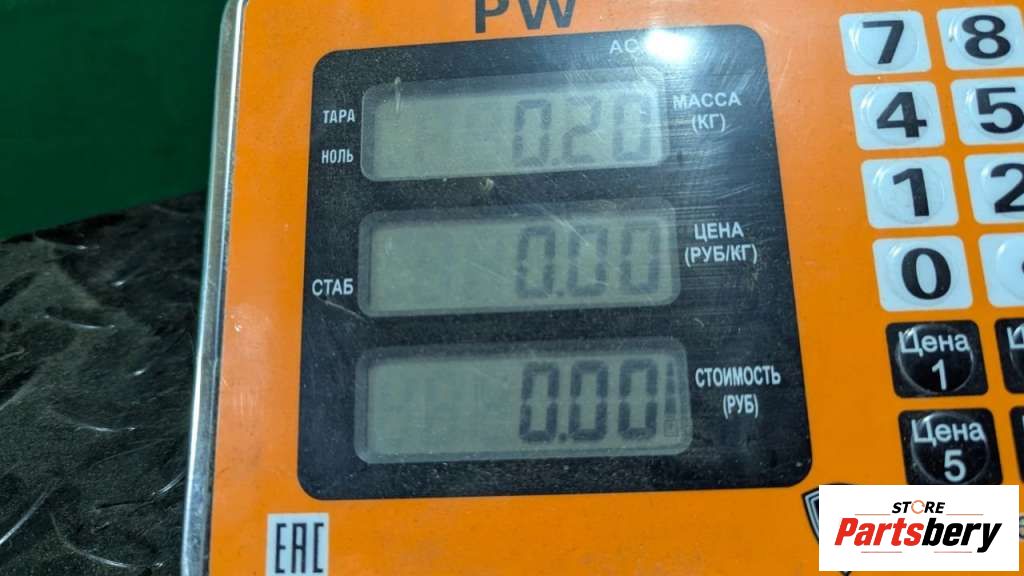 PW
AC
ТАРА
НОЛЬ
0.20
МАССА
(КГ)
7 8
4 5
1 2
0
СТАБ
0.00
ЦЕНА
(РУБ/КГ)
0.00
СТОИМОСТЬ
(РУБ)
Цена
1
Цена
5
EAC
STORE
Partsbery